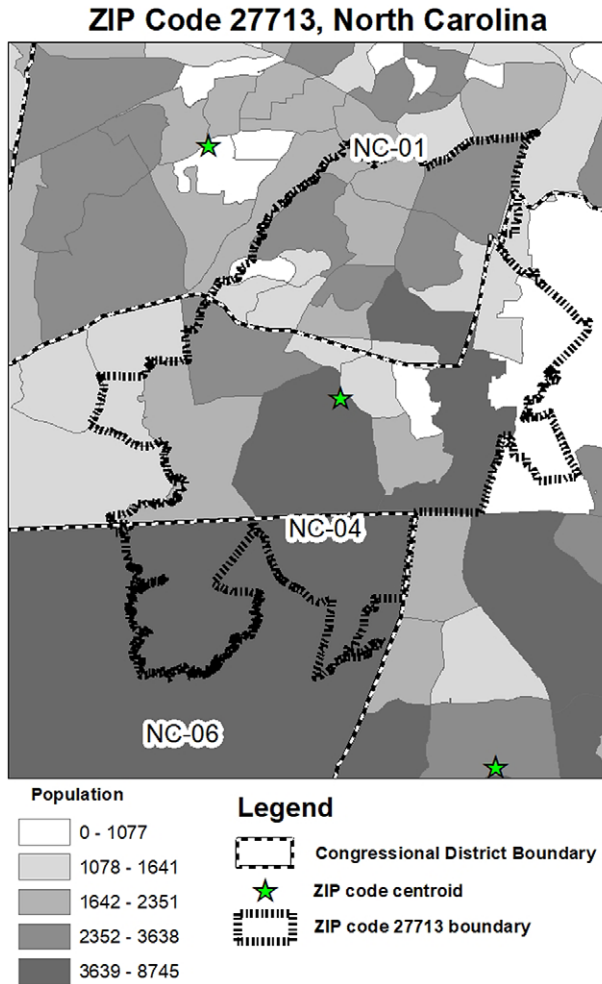 ZIP Code 27713, North Carolina
NC-01
NC-04
NC-06
Population
0 - 1077
1078 - 1641
1642 - 2351
2352 - 3638
3639 - 8745
Legend
Congressional District Boundary
ZIP code centroid
ZIP code 27713 boundary